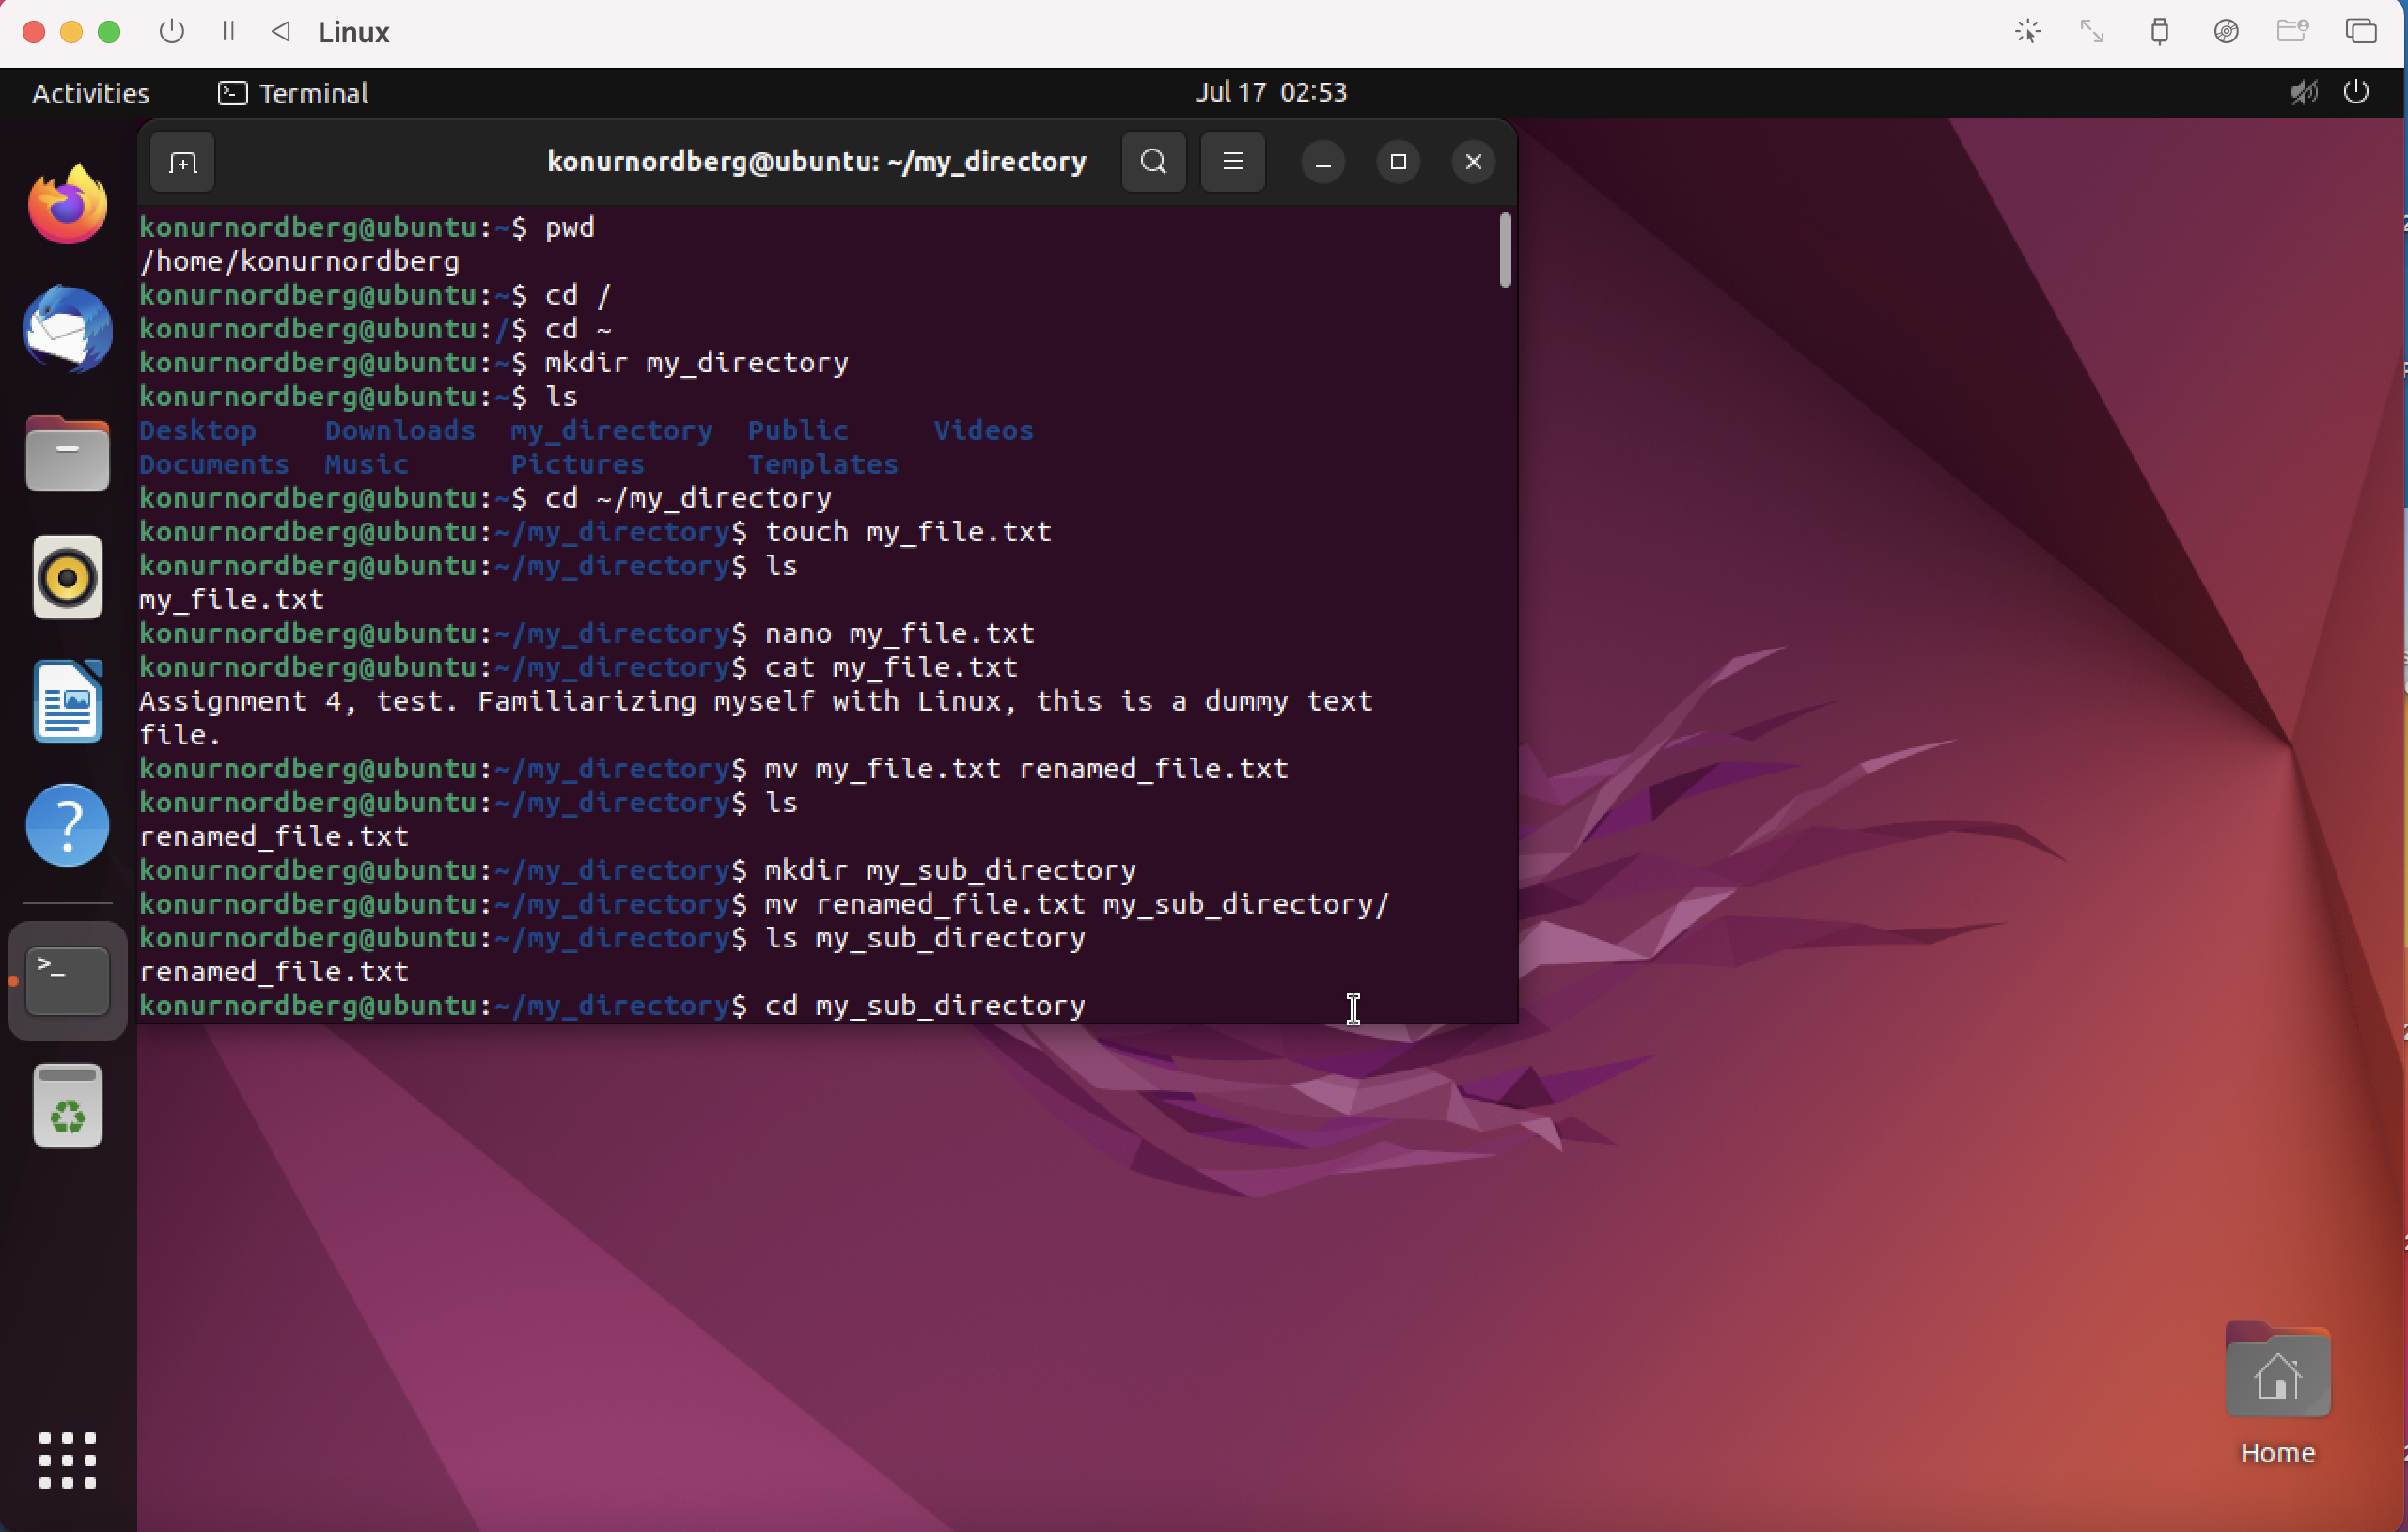 Linux
Activities Terminal Jul 17 02:53
konurnordberg@ubuntu: ~/my_directory
konurnordberg@ubuntu:~$ pwd
/home/konurnordberg
konurnordberg@ubuntu:~$ cd /
konurnordberg@ubuntu:/$ cd ~
konurnordberg@ubuntu:~$ mkdir my_directory
konurnordberg@ubuntu:~$ ls
Desktop Downloads my_directory Public Videos
Documents Music Pictures Templates
konurnordberg@ubuntu:~$ cd ~/my_directory
konurnordberg@ubuntu:~/my_directory$ touch my_file.txt
konurnordberg@ubuntu:~/my_directory$ ls
my_file.txt
konurnordberg@ubuntu:~/my_directory$ nano my_file.txt
konurnordberg@ubuntu:~/my_directory$ cat my_file.txt
Assignment 4, test. Familiarizing myself with Linux, this is a dummy text
file.
konurnordberg@ubuntu:~/my_directory$ mv my_file.txt renamed_file.txt
konurnordberg@ubuntu:~/my_directory$ ls
renamed_file.txt
konurnordberg@ubuntu:~/my_directory$ mkdir my_sub_directory
konurnordberg@ubuntu:~/my_directory$ mv renamed_file.txt my_sub_directory/
konurnordberg@ubuntu:~/my_directory$ ls my_sub_directory
renamed_file.txt
konurnordberg@ubuntu:~/my_directory$ cd my_sub_directory
Home